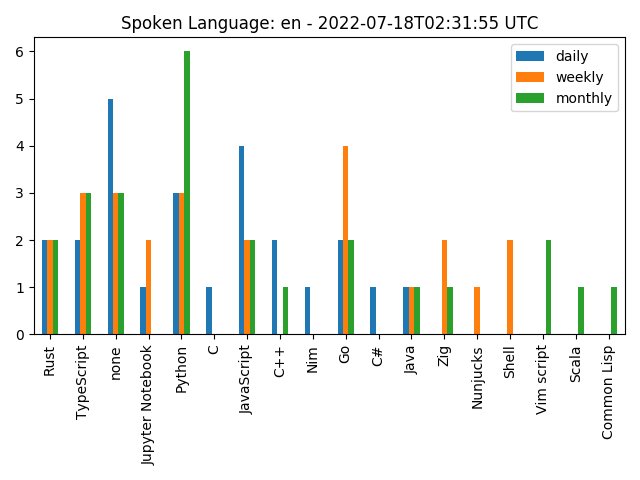 Spoken Language: en - 2022-07-18T02:31:55 UTC
daily
weekly
monthly
6
5
4
3
2
1
0
Rust
TypeScript
none
Jupyter Notebook
Python
C
JavaScript
C++
Nim
Go
C#
Java
Zig
Nunjucks
Shell
Vim script
Scala
Common Lisp